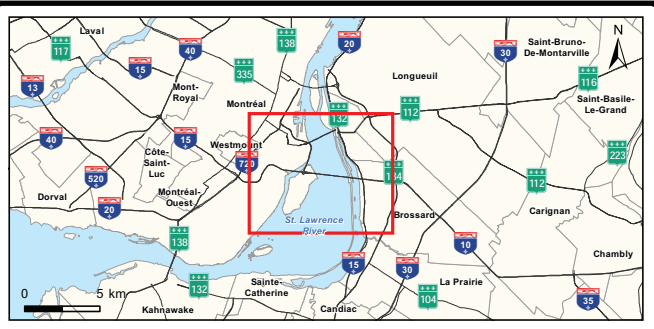 Laval
117
40
138
20
30
Saint-Bruno-
De-Montarville
N
15
335
Longueuil
116
13
Mont-
Royal
Montréal
132
112
Saint-Basile-
Le-Grand
40
15
Westmount
720
Côte-
Saint-
Luc
223
520
134
112
Dorval
20
Montréal-
Ouest
St. Lawrence
River
Brossard
Carignan
138
10
Chambly
15
30
0 5 km
132
Sainte-
Catherine
La Prairie
104
35
Kahnawake
Candiac